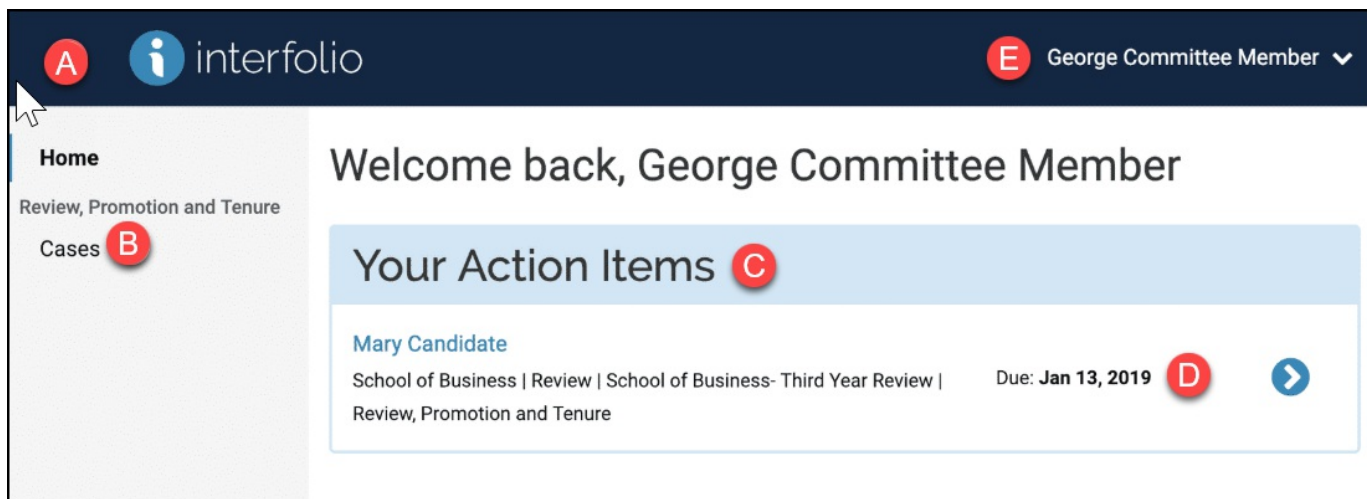 A
i interfolio
E George Committee Member
Home
Welcome back, George Committee Member
Review, Promotion and Tenure
Cases B
Your Action Items C
Mary Candidate
School of Business | Review | School of Business- Third Year Review |
Review, Promotion and Tenure
Due: Jan 13, 2019 D